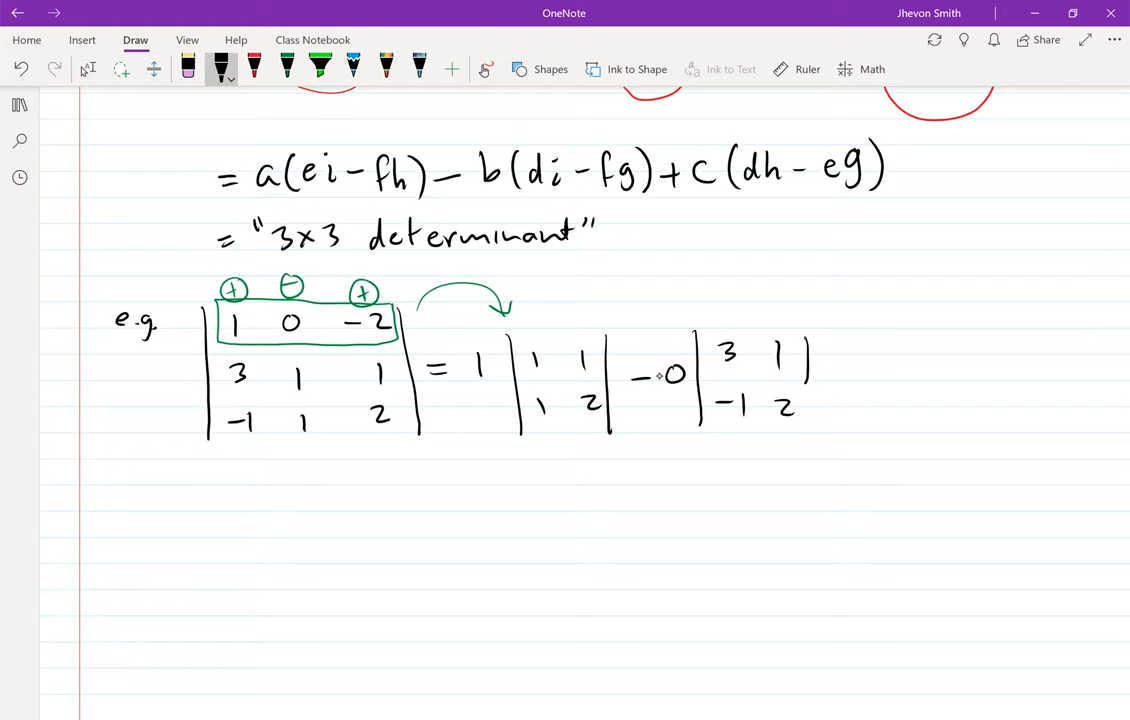 OneNote
Jhevon Smith
Home Insert Draw View Help Class Notebook
Share
Shapes Ink to Shape Ink to Text Ruler Math
= a(ei - fh) - b(di - fg) + c(dh - eg)
= "3×3 determinant"
+ - +
e.g. | 1 0 -2 |
| 3 1 1 | = 1 | 1 1 | - 0 | 3 1 |
| -1 1 2 | | 1 2 | | -1 2